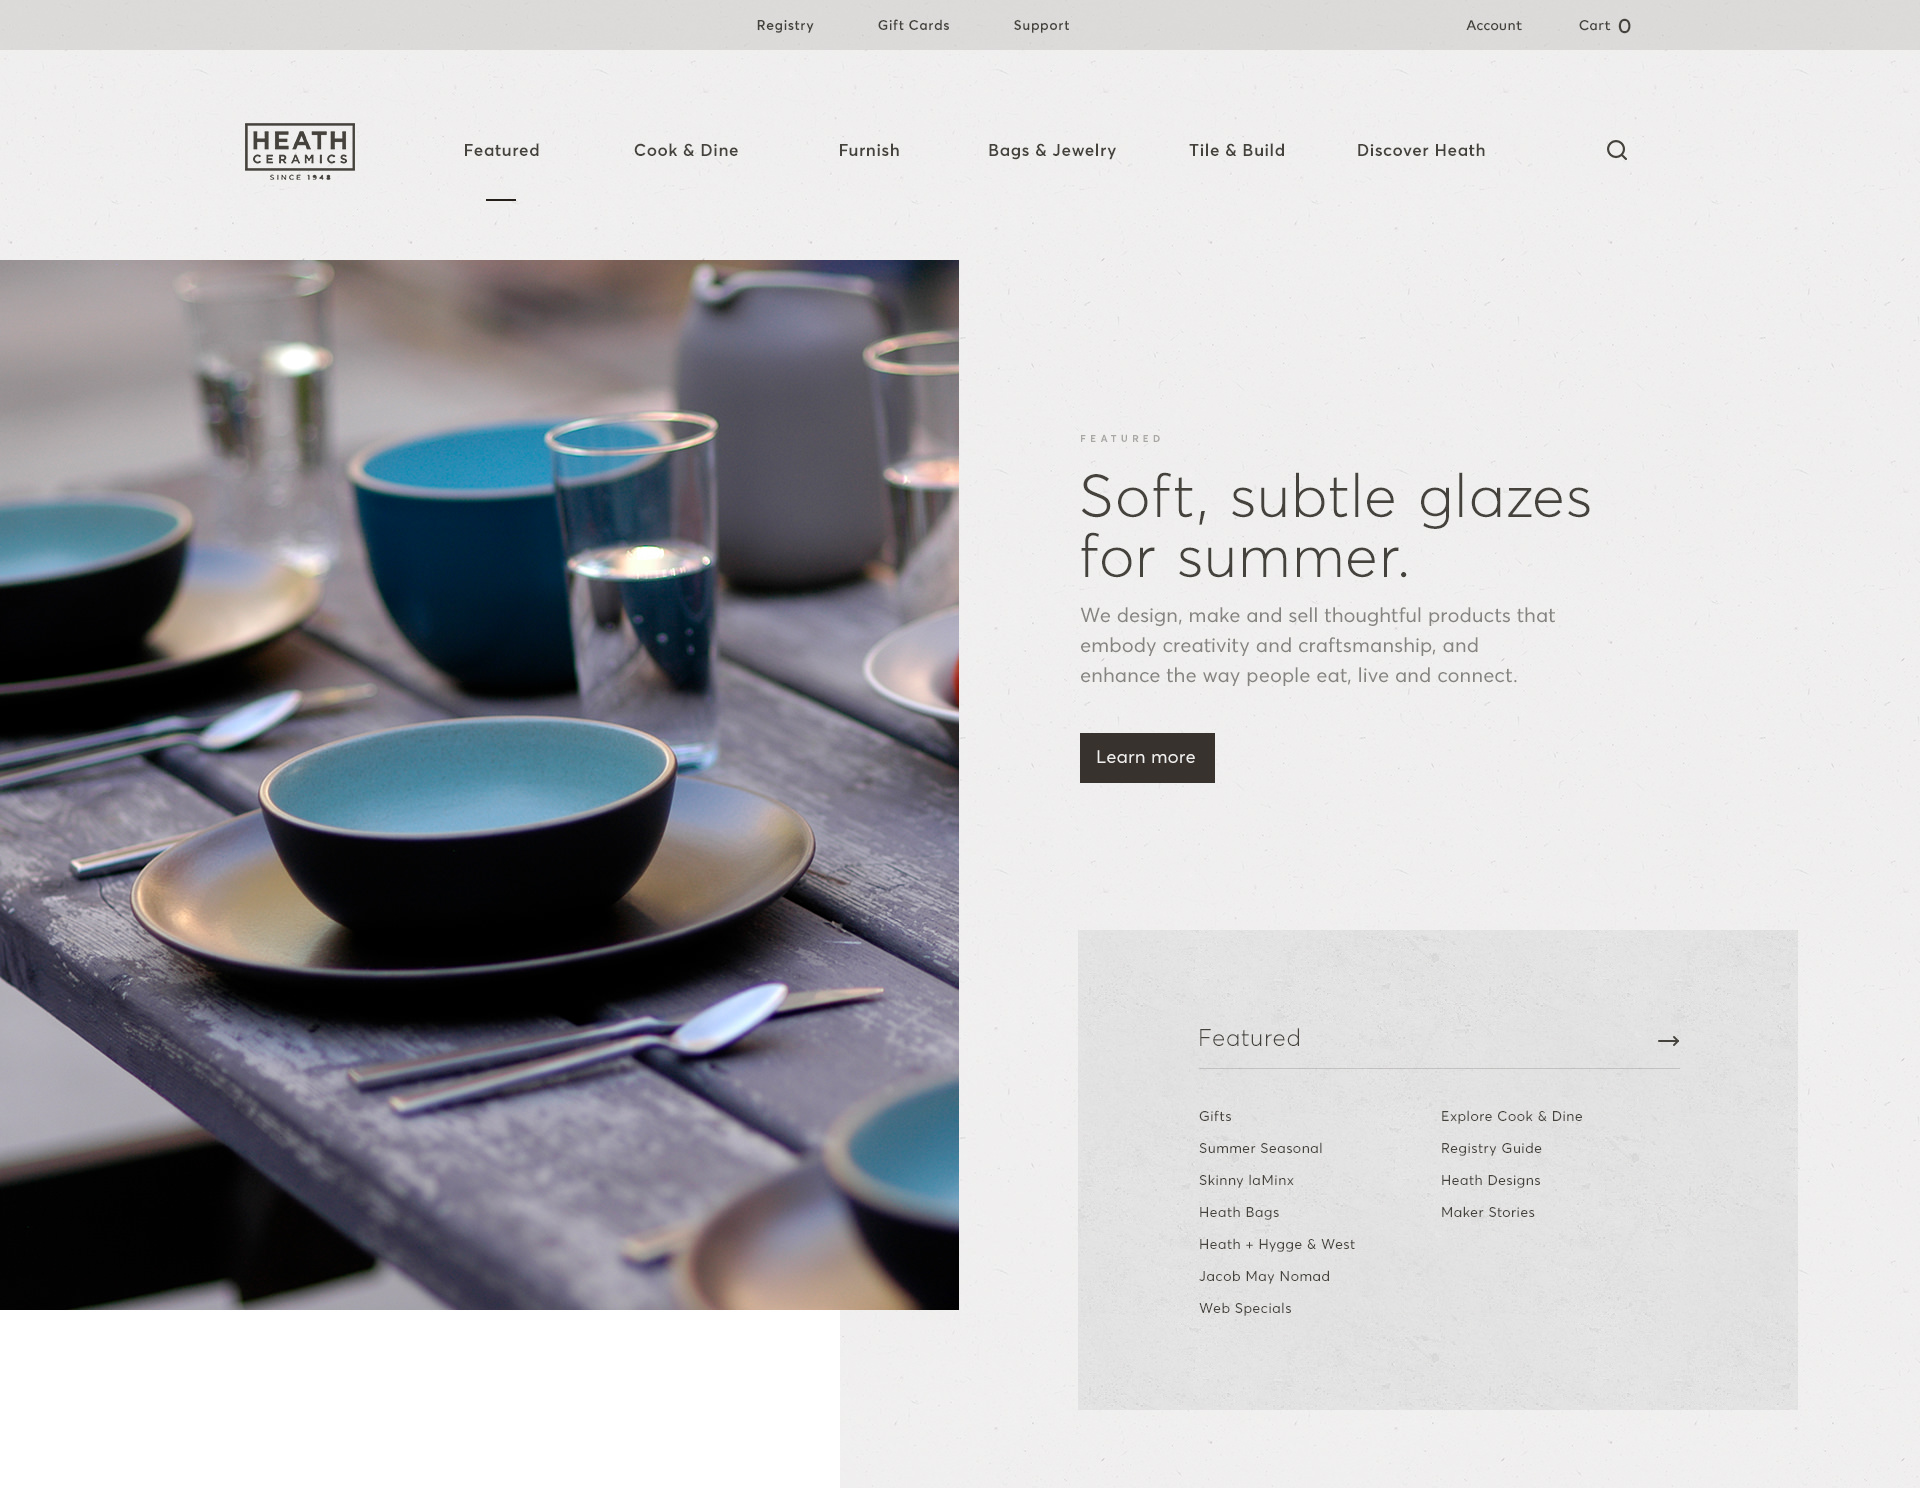 Registry
Gift Cards
Support
Account
Cart 0
HEATH
CERAMICS
SINCE 1948
Featured
Cook & Dine
Furnish
Bags & Jewelry
Tile & Build
Discover Heath
FEATURED
Soft, subtle glazes
for summer.
We design, make and sell thoughtful products that
embody creativity and craftsmanship, and
enhance the way people eat, live and connect.
Learn more
Featured
Gifts
Summer Seasonal
Skinny laMinx
Heath Bags
Heath + Hygge & West
Jacob May Nomad
Web Specials
Explore Cook & Dine
Registry Guide
Heath Designs
Maker Stories